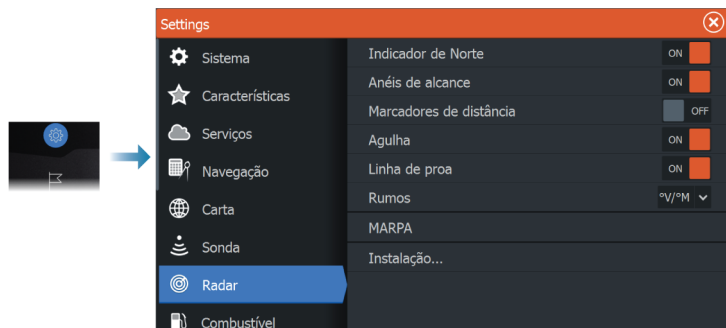 Settings
Sistema
Características
Serviços
Navegação
Carta
Sonda
Radar
Combustível
Indicador de Norte ON
Anéis de alcance ON
Marcadores de distância OFF
Agulha ON
Linha de proa ON
Rumos °V/°M
MARPA
Instalação...